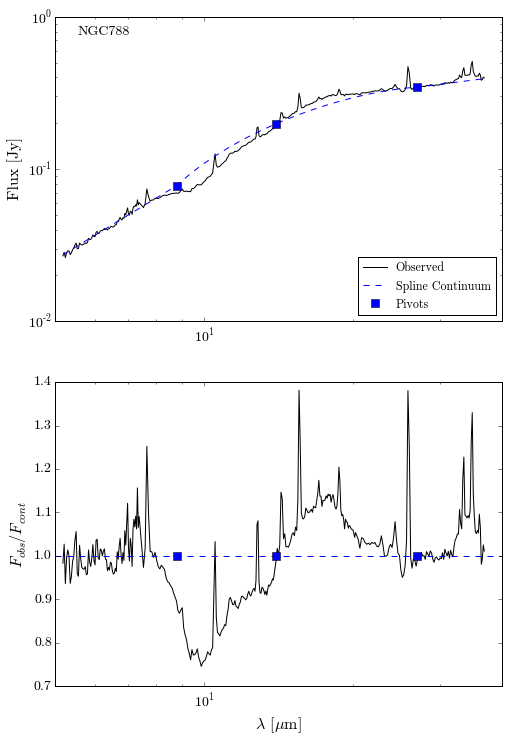 10^0
NGC788
Flux [Jy]
10^-1
Observed
Spline Continuum
Pivots
10^-2
10^1
1.4
1.3
1.2
1.1
F_obs/F_cont
1.0
0.9
0.8
0.7
10^1
λ [μm]